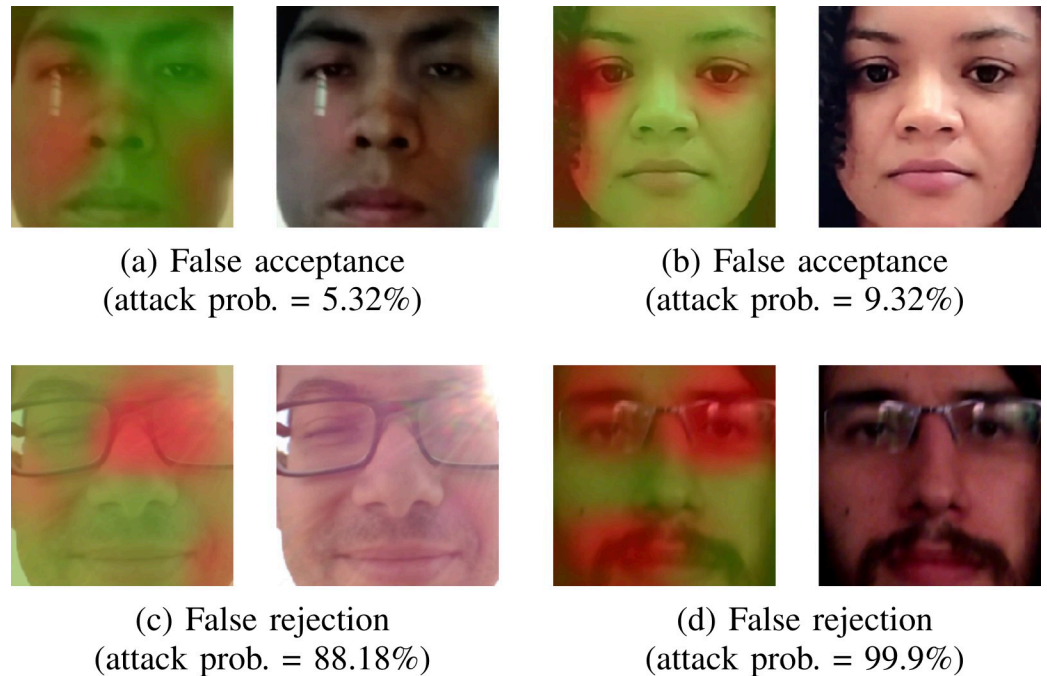 (a) False acceptance
(attack prob. = 5.32%)
(b) False acceptance
(attack prob. = 9.32%)
(c) False rejection
(attack prob. = 88.18%)
(d) False rejection
(attack prob. = 99.9%)